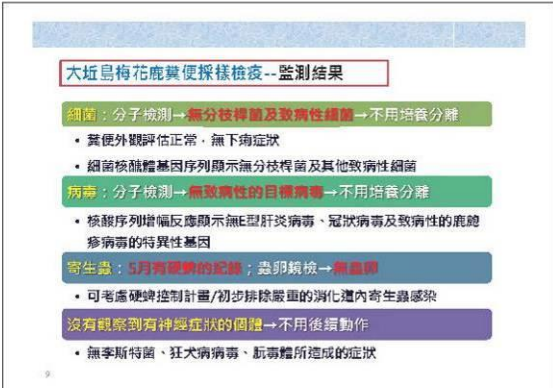 大坵島梅花鹿糞便採樣檢疫--監測結果
細菌：分子檢測→無分枝桿菌及致病性細菌→不用培養分離
• 糞便外觀評估正常，無下痢症狀
• 細菌核醣體基因序列顯示無分枝桿菌及其他致病性細菌
病毒：分子檢測→無致病性的目標病毒→不用培養分離
• 核酸序列增幅反應顯示無E型肝炎病毒、冠狀病毒及致病性的鹿皰
疹病毒的特異性基因
寄生蟲：5月有硬蜱的紀錄；蟲卵鏡檢→無蟲卵
• 可考慮硬蜱控制計畫/初步排除嚴重的消化道內寄生蟲感染
沒有觀察到有神經症狀的個體→不用後續動作
• 無李斯特菌、狂犬病病毒、朊毒體所造成的症狀
9